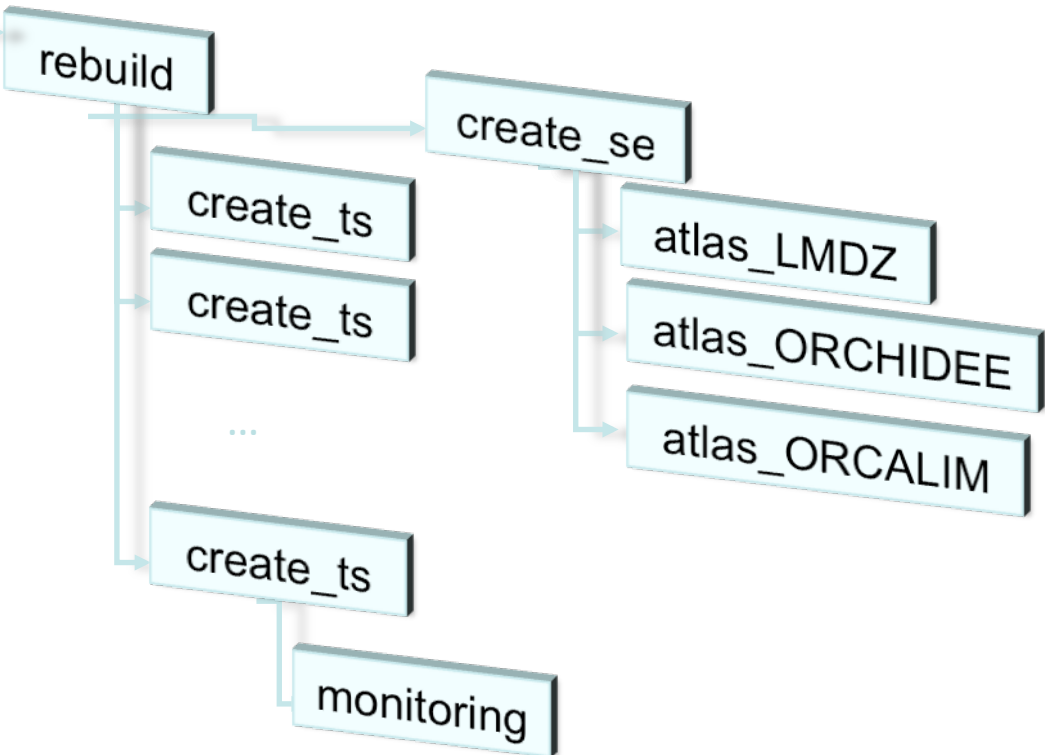 rebuild
create_se
create_ts
atlas_LMDZ
create_ts
atlas_ORCHIDEE
...
atlas_ORCALIM
create_ts
monitoring